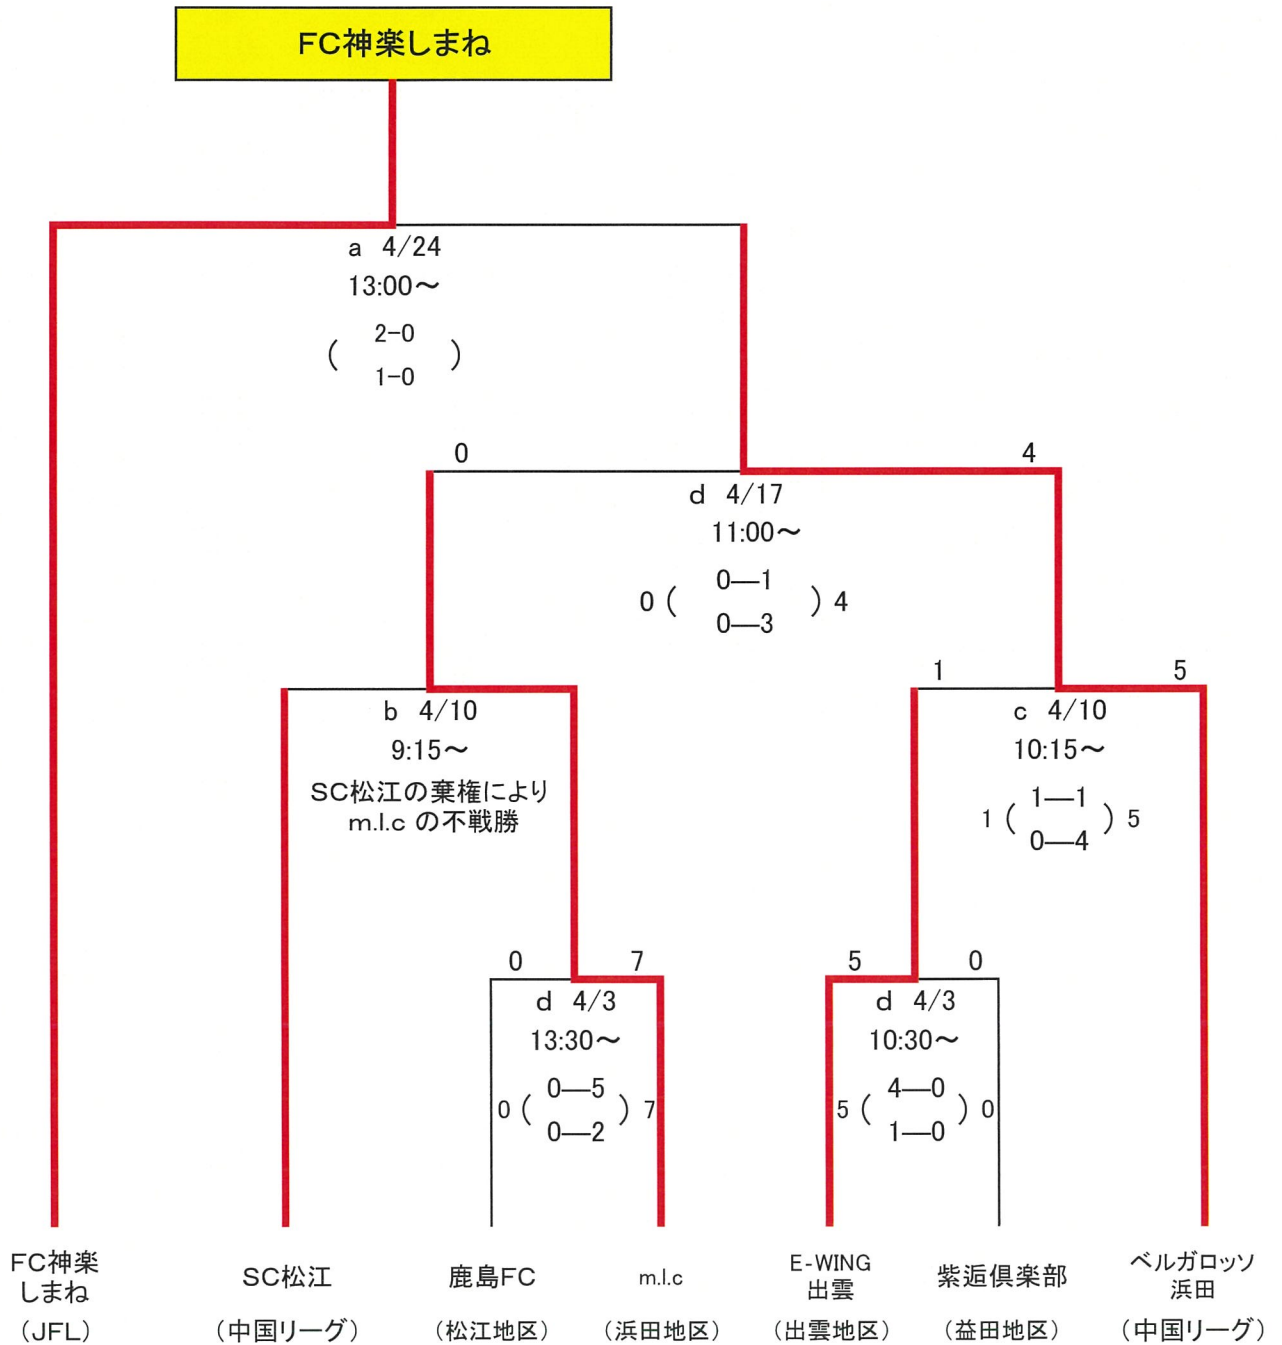 FC神楽しまね
a 4/24
13:00～
2-0
( )
1-0
0 4
d 4/17
11:00～
0―1
0 ( ) 4
0―3
1 5
b 4/10
9:15～
SC松江の棄権により
m.l.c の不戦勝
c 4/10
10:15～
1―1
1 ( ) 5
0―4
0 7
d 4/3
13:30～
0―5
0 ( ) 7
0―2
5 0
d 4/3
10:30～
4―0
5 ( ) 0
1―0
FC神楽
しまね
(JFL)
SC松江
(中国リーグ)
鹿島FC
(松江地区)
m.l.c
(浜田地区)
E-WING
出雲
(出雲地区)
紫逅倶楽部
(益田地区)
ベルガロッソ
浜田
(中国リーグ)